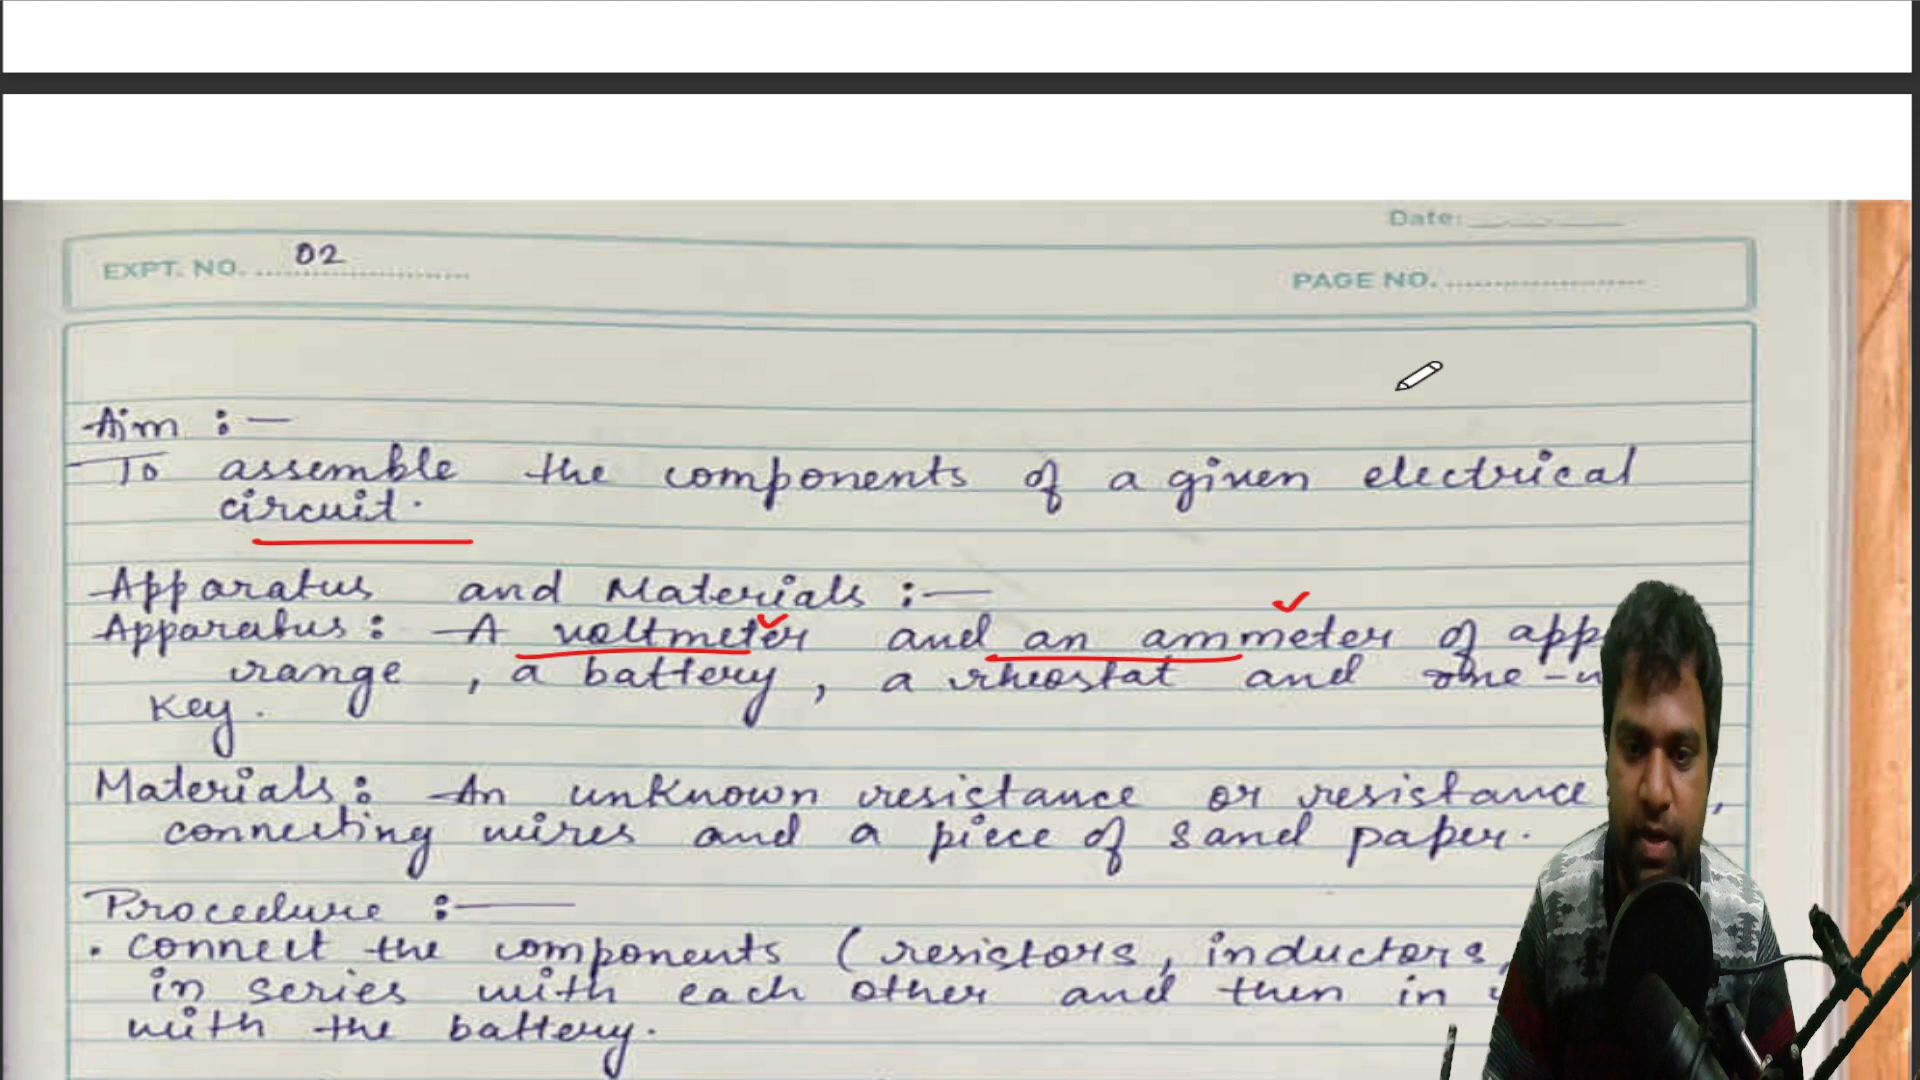 Date:
EXPT. NO. 02
PAGE NO.
Aim :—
To assemble the components of a given electrical
circuit.
Apparatus and Materials :—
Apparatus: A voltmeter and an ammeter of app
range, a battery, a rheostat and one-
Key.
Materials: An unknown resistance or resistance ,
connecting wires and a piece of sand paper.
Procedure :—
. connect the components (resistors, inductors,
in series with each other and then in
with the battery.